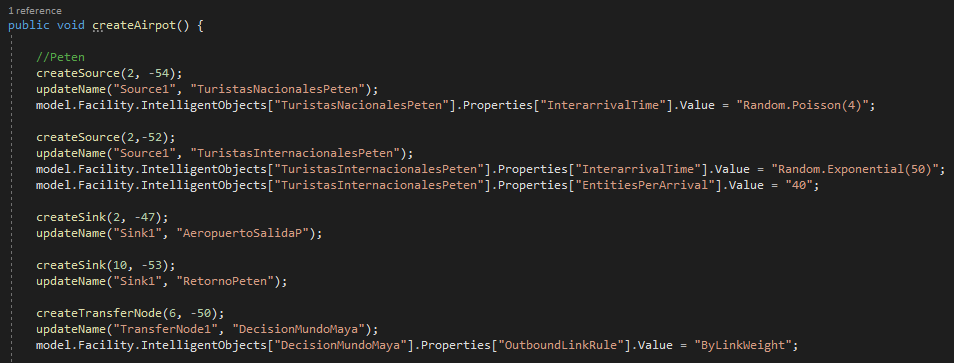 1 reference
public void createAirpot() {
//Peten
createSource(2, -54);
updateName("Source1", "TuristasNacionalesPeten");
model.Facility.IntelligentObjects["TuristasNacionalesPeten"].Properties["InterarrivalTime"].Value = "Random.Poisson(4)";
createSource(2,-52);
updateName("Source1", "TuristasInternacionalesPeten");
model.Facility.IntelligentObjects["TuristasInternacionalesPeten"].Properties["InterarrivalTime"].Value = "Random.Exponential(50)";
model.Facility.IntelligentObjects["TuristasInternacionalesPeten"].Properties["EntitiesPerArrival"].Value = "40";
createSink(2, -47);
updateName("Sink1", "AeropuertoSalidaP");
createSink(10, -53);
updateName("Sink1", "RetornoPeten");
createTransferNode(6, -50);
updateName("TransferNode1", "DecisionMundoMaya");
model.Facility.IntelligentObjects["DecisionMundoMaya"].Properties["OutboundLinkRule"].Value = "ByLinkWeight";